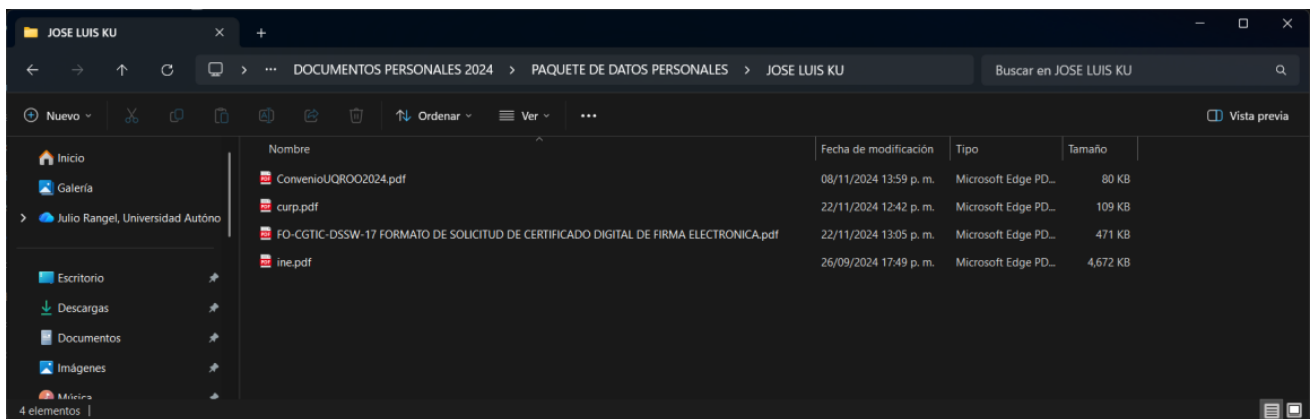 JOSE LUIS KU
DOCUMENTOS PERSONALES 2024 > PAQUETE DE DATOS PERSONALES > JOSE LUIS KU
Buscar en JOSE LUIS KU
Nuevo
Ordenar
Ver
Vista previa
Inicio
Galería
Julio Rangel, Universidad Autóno
Escritorio
Descargas
Documentos
Imágenes
Música
Nombre Fecha de modificación Tipo Tamaño
ConvenioUQROO2024.pdf 08/11/2024 13:59 p. m. Microsoft Edge PD... 80 KB
curp.pdf 22/11/2024 12:42 p. m. Microsoft Edge PD... 109 KB
FO-CGTIC-DSSW-17 FORMATO DE SOLICITUD DE CERTIFICADO DIGITAL DE FIRMA ELECTRONICA.pdf 22/11/2024 13:05 p. m. Microsoft Edge PD... 471 KB
ine.pdf 26/09/2024 17:49 p. m. Microsoft Edge PD... 4,672 KB
4 elementos